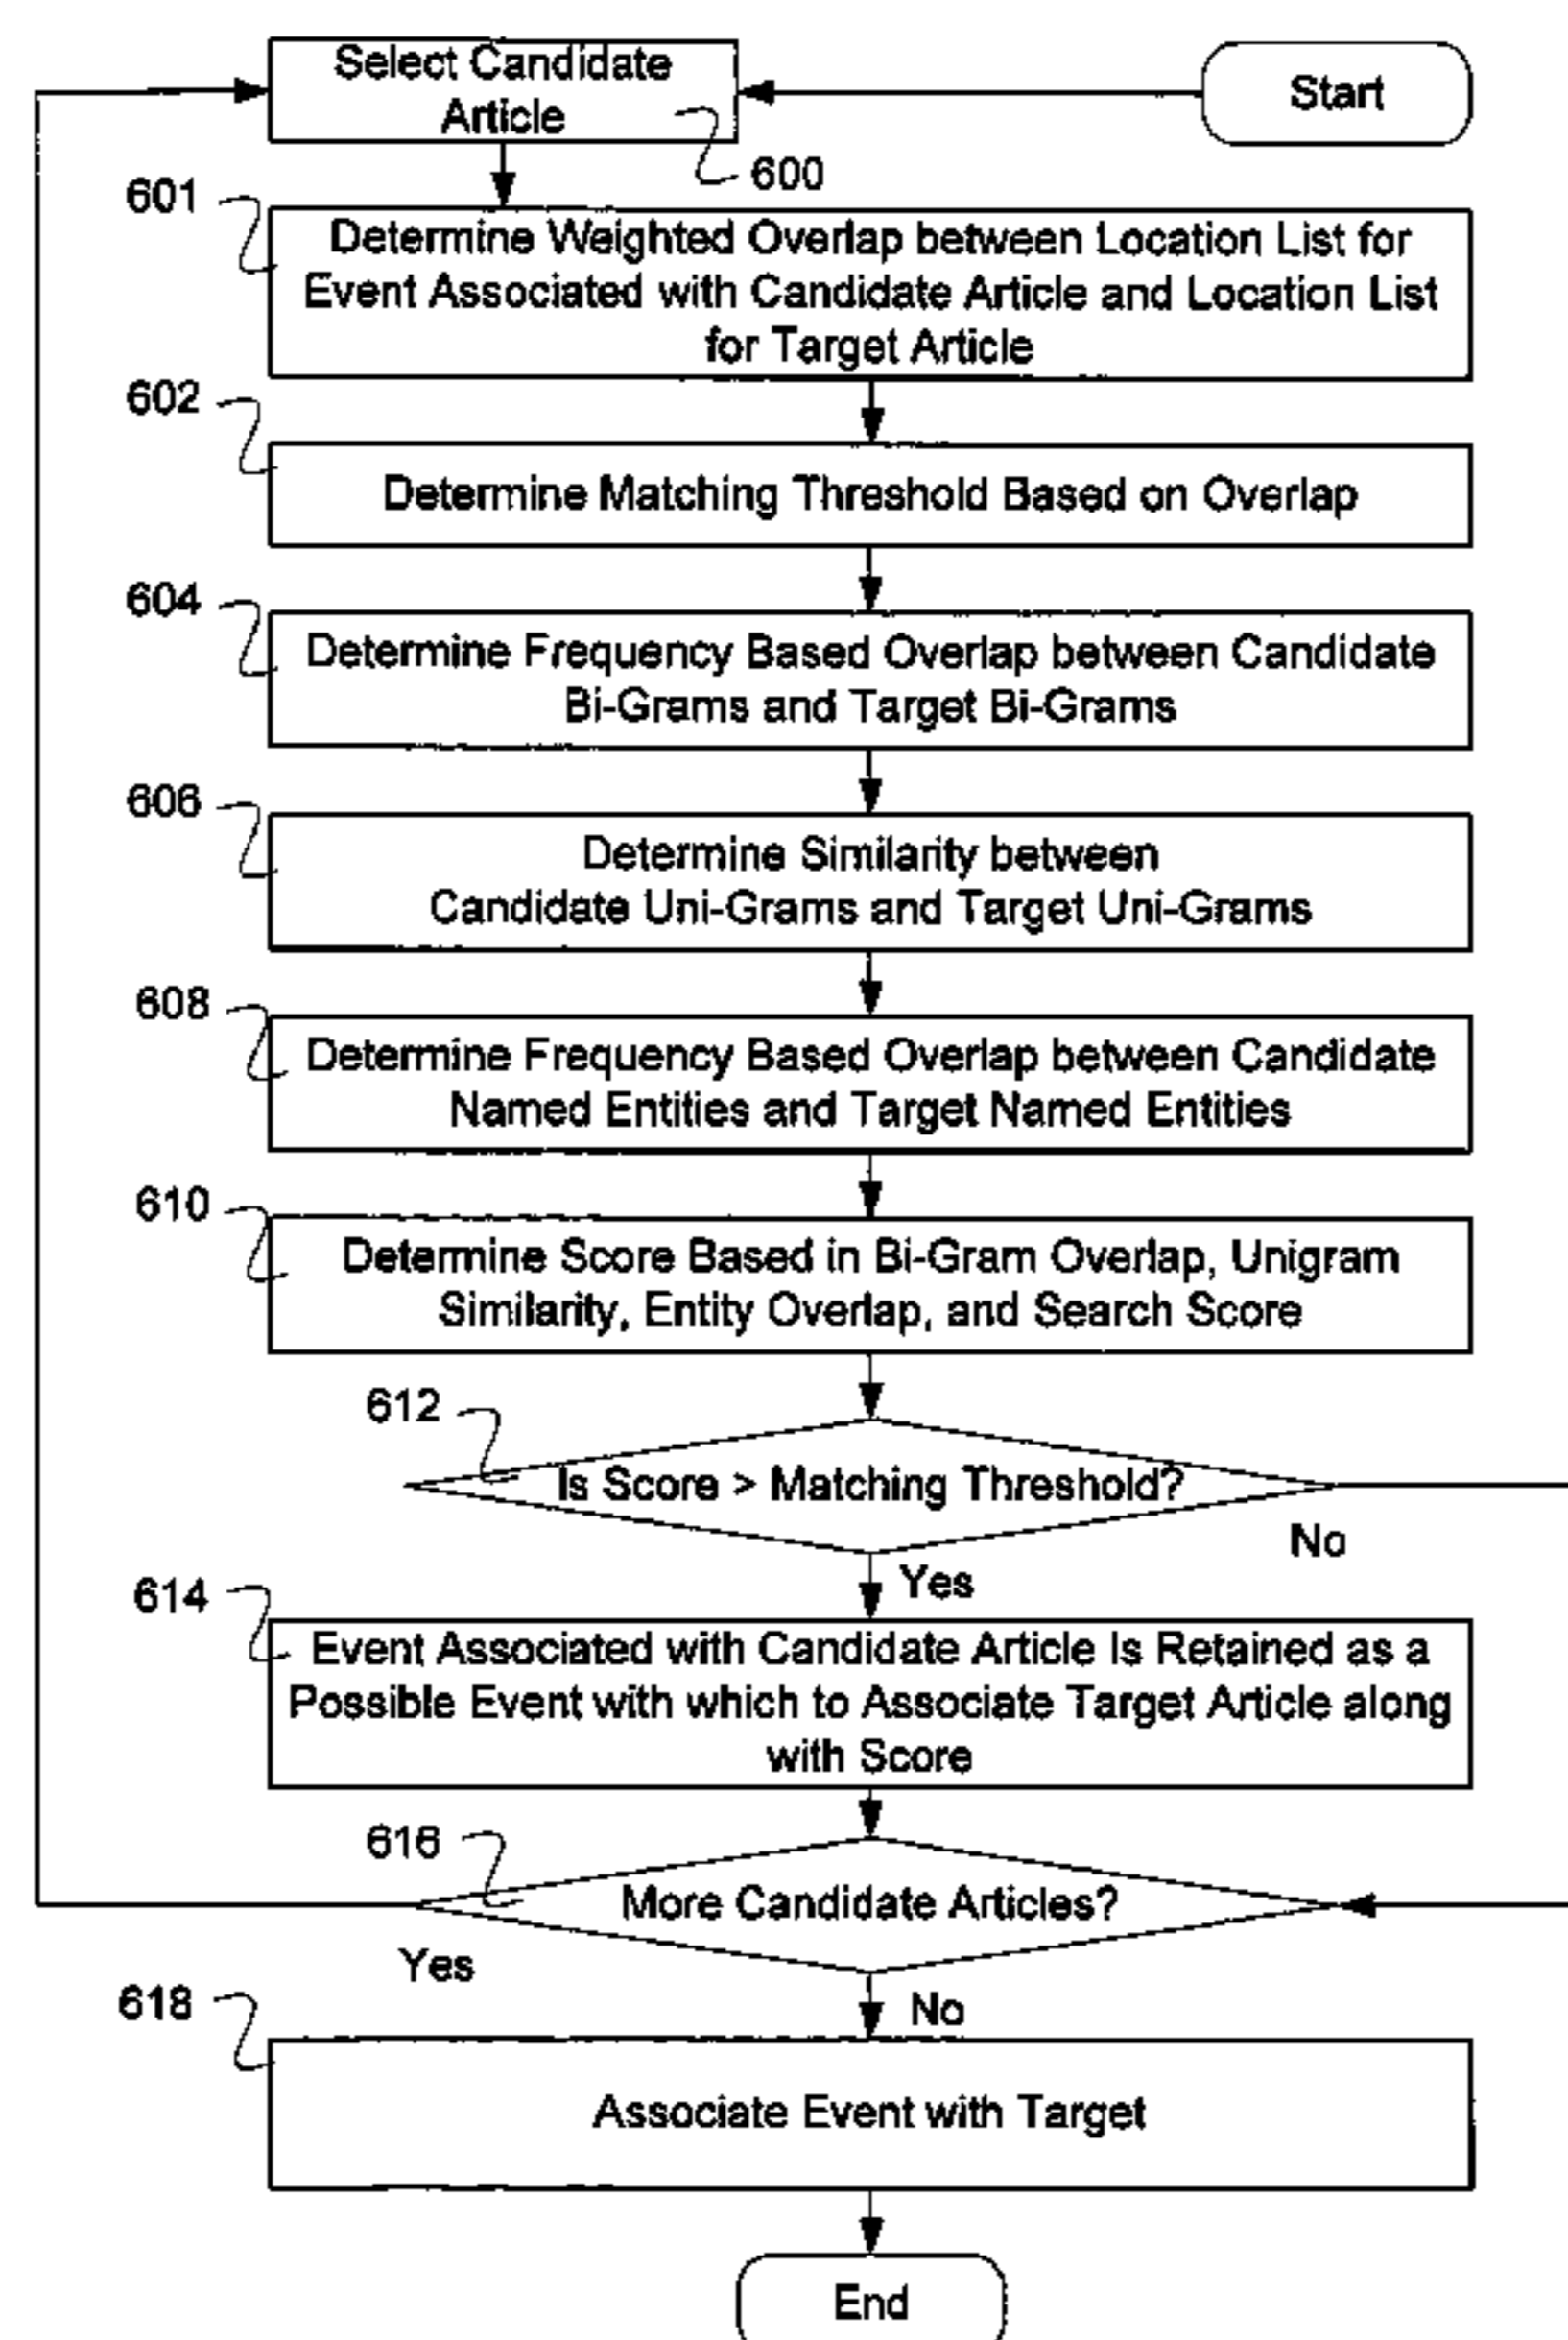 Select Candidate
Article
Start
600
601
Determine Weighted Overlap between Location List for
Event Associated with Candidate Article and Location List
for Target Article
602
Determine Matching Threshold Based on Overlap
604
Determine Frequency Based Overlap between Candidate
Bi-Grams and Target Bi-Grams
606
Determine Similarity between
Candidate Uni-Grams and Target Uni-Grams
608
Determine Frequency Based Overlap between Candidate
Named Entities and Target Named Entities
610
Determine Score Based in Bi-Gram Overlap, Unigram
Similarity, Entity Overlap, and Search Score
612
Is Score > Matching Threshold?
No
Yes
614
Event Associated with Candidate Article Is Retained as a
Possible Event with which to Associate Target Article along
with Score
616
More Candidate Articles?
Yes
No
618
Associate Event with Target
End